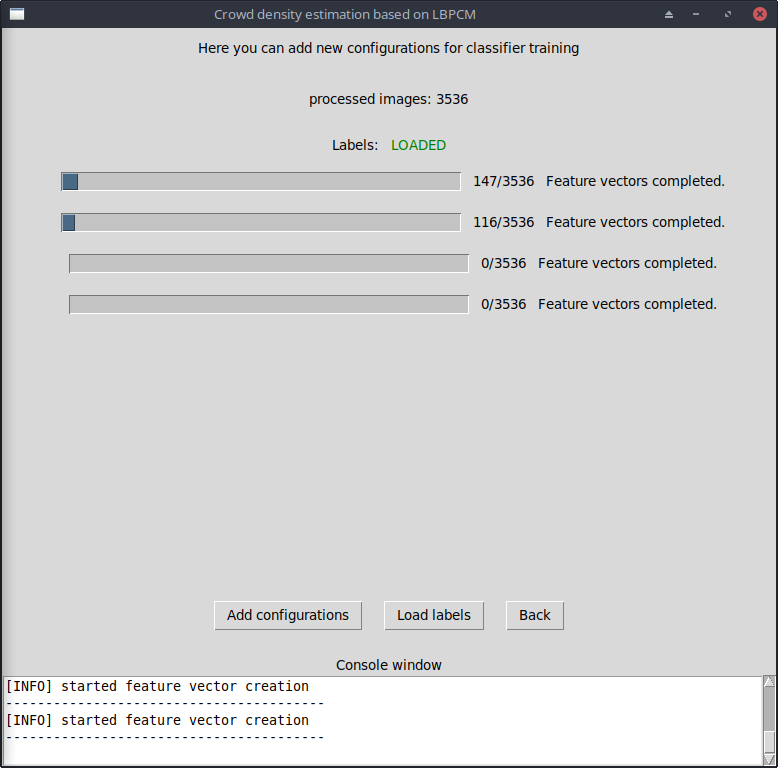 Crowd density estimation based on LBPCM
Here you can add new configurations for classifier training
processed images: 3536
Labels: LOADED
147/3536 Feature vectors completed.
116/3536 Feature vectors completed.
0/3536 Feature vectors completed.
0/3536 Feature vectors completed.
Add configurations Load labels Back
Console window
[INFO] started feature vector creation
----------------------------------------
[INFO] started feature vector creation
----------------------------------------